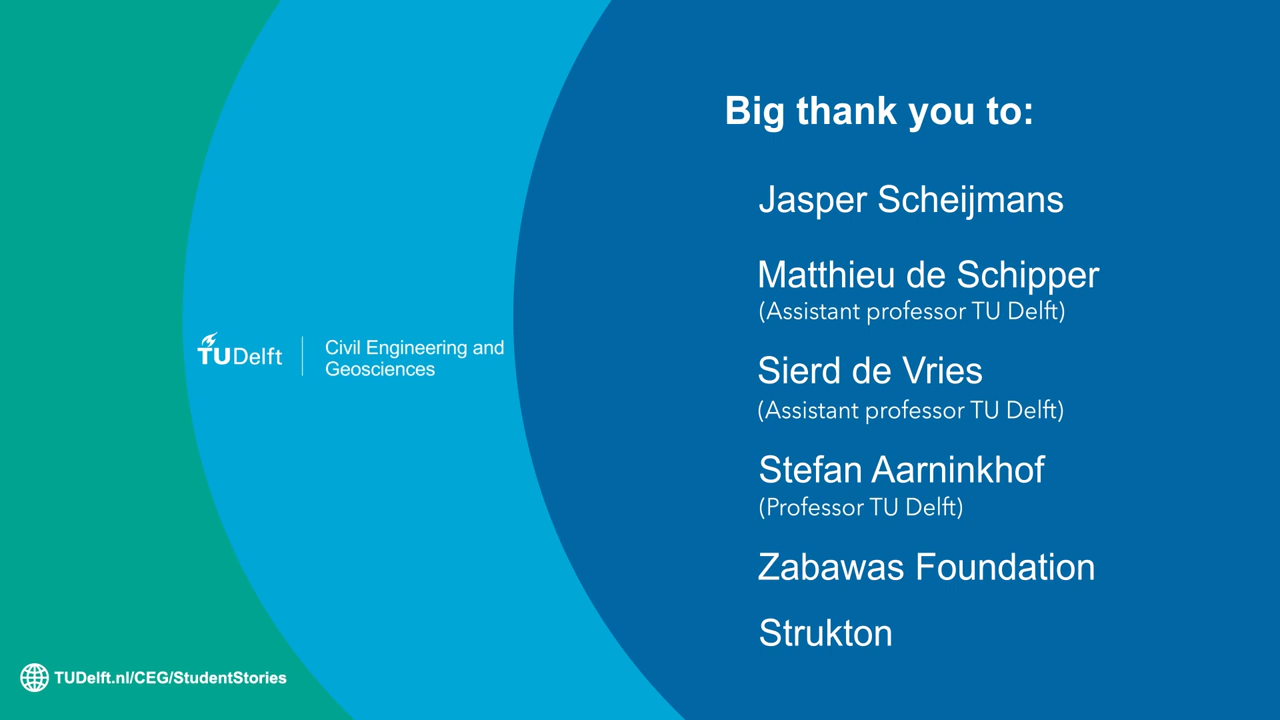 Big thank you to:
Jasper Scheijmans
Matthieu de Schipper
(Assistant professor TU Delft)
Sierd de Vries
(Assistant professor TU Delft)
Stefan Aarninkhof
(Professor TU Delft)
Zabawas Foundation
Strukton
TUDelft
Civil Engineering and
Geosciences
TUDelft.nl/CEG/StudentStories